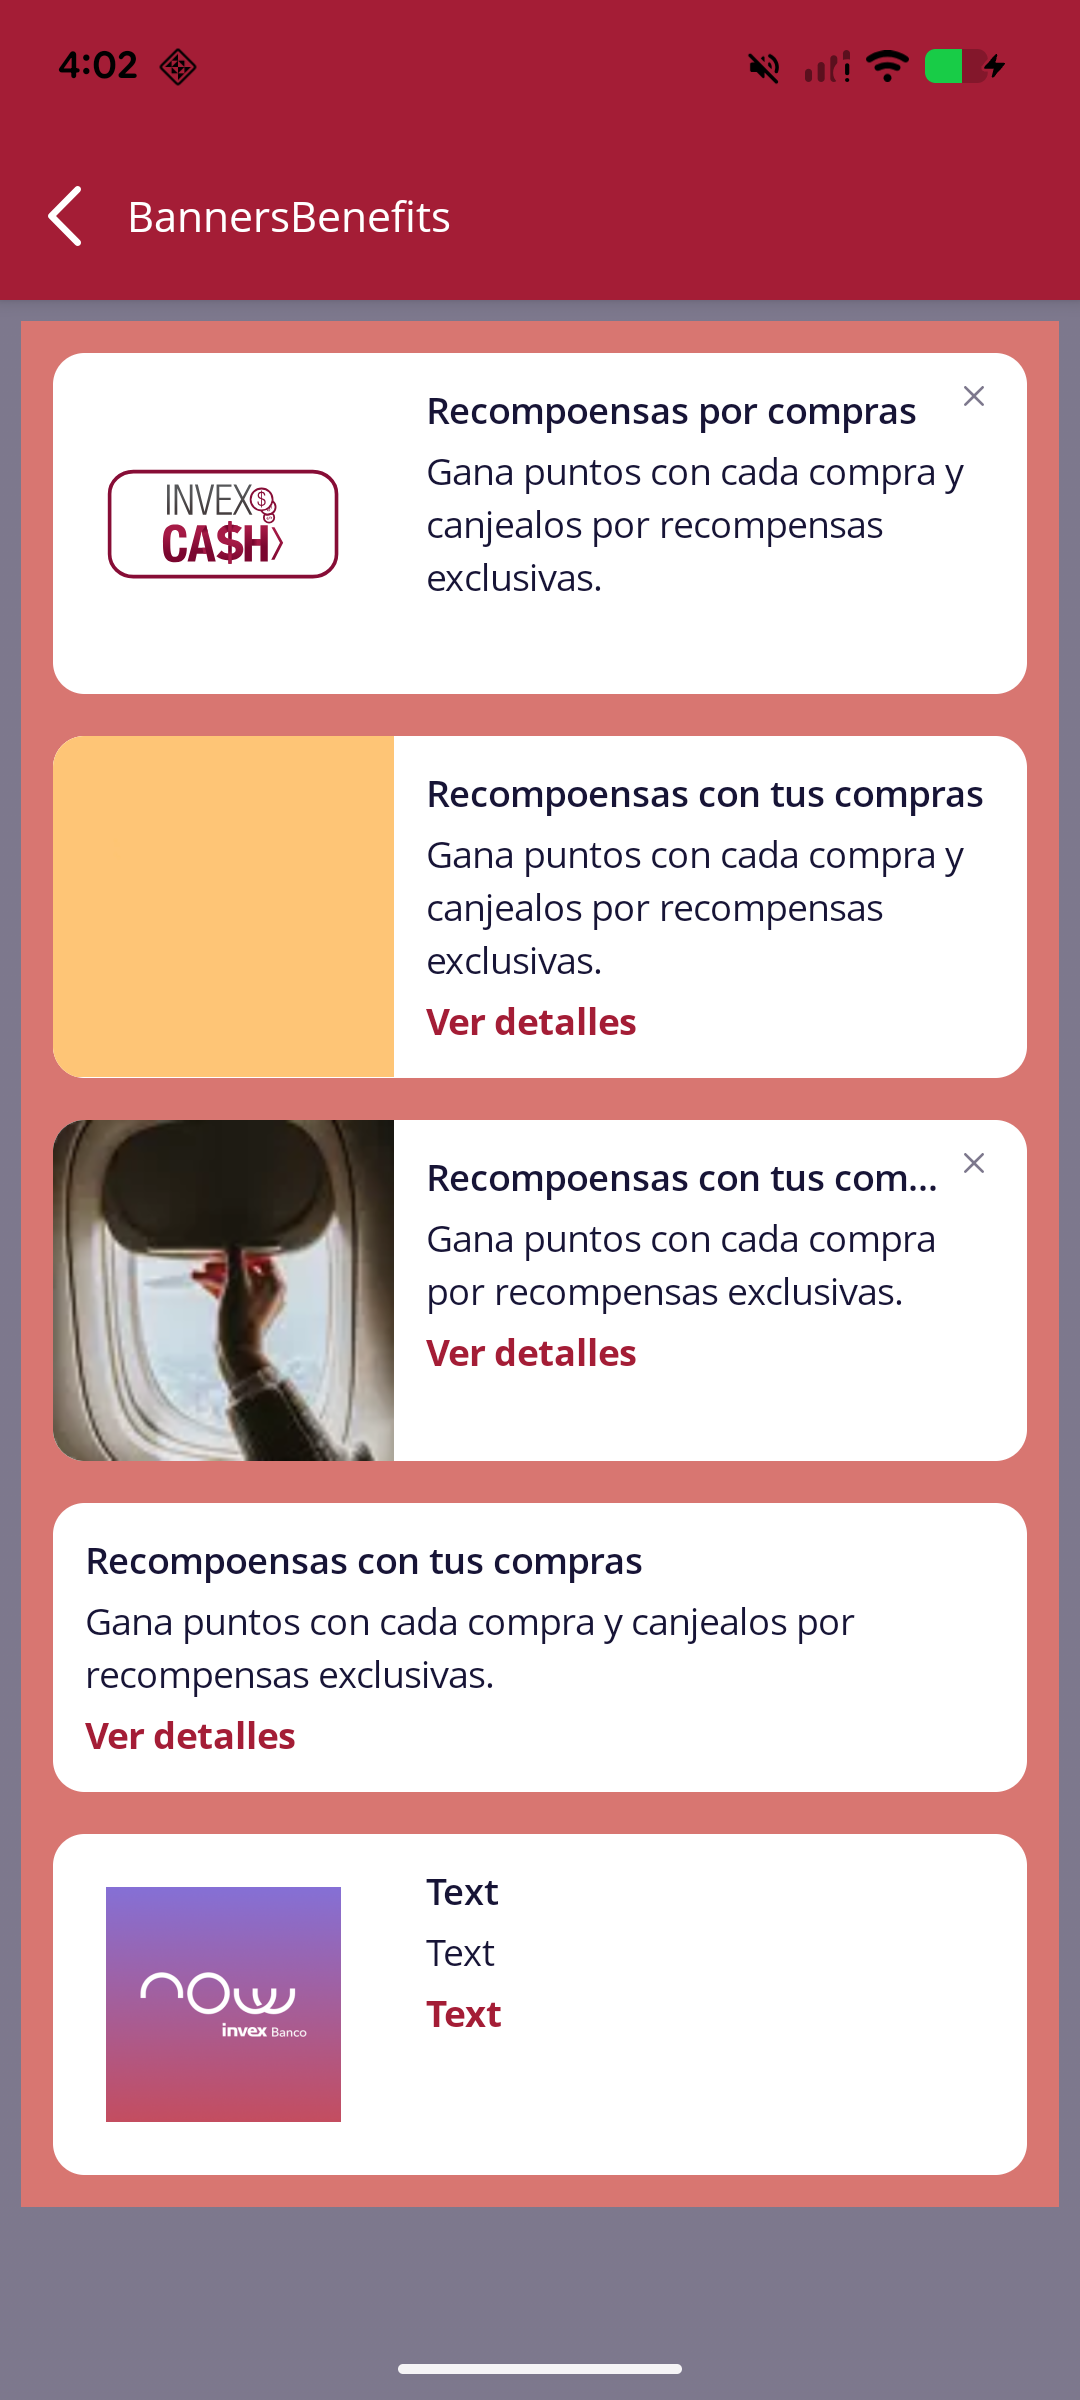 4:02
BannersBenefits
Recompoensas por compras
Gana puntos con cada compra y
canjealos por recompensas
exclusivas.
INVEX
CA$H
Recompoensas con tus compras
Gana puntos con cada compra y
canjealos por recompensas
exclusivas.
Ver detalles
Recompoensas con tus com...
Gana puntos con cada compra
por recompensas exclusivas.
Ver detalles
Recompoensas con tus compras
Gana puntos con cada compra y canjealos por
recompensas exclusivas.
Ver detalles
now
invex Banco
Text
Text
Text